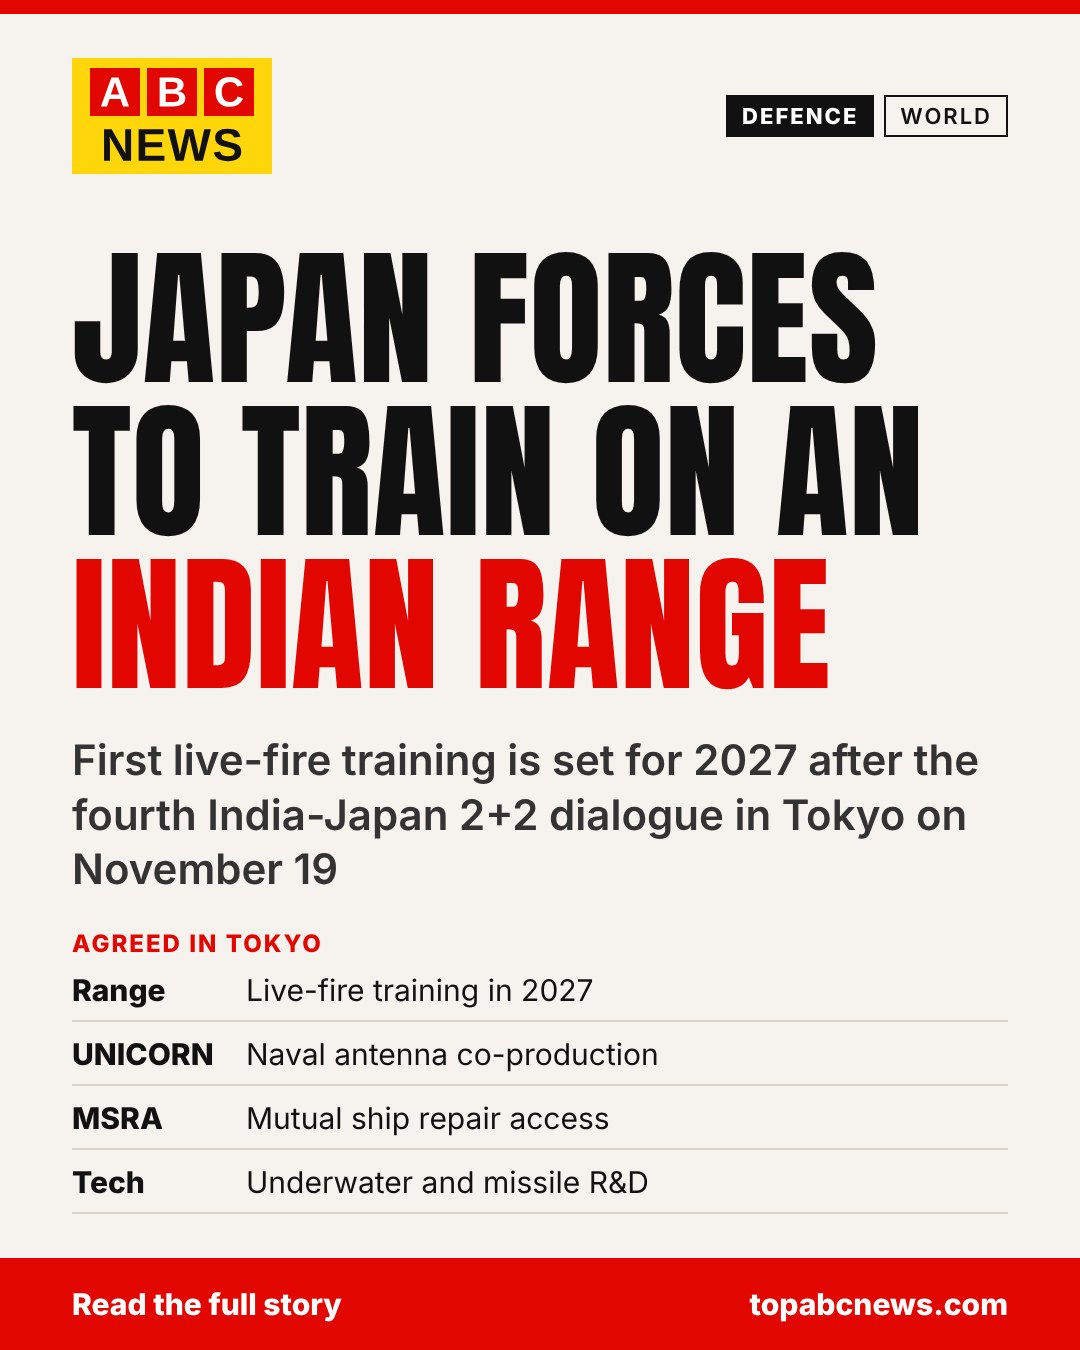 ABC
NEWS
DEFENCE
WORLD
JAPAN FORCES
TO TRAIN ON AN
INDIAN RANGE
First live-fire training is set for 2027 after the
fourth India-Japan 2+2 dialogue in Tokyo on
November 19
AGREED IN TOKYO
Range Live-fire training in 2027
UNICORN Naval antenna co-production
MSRA Mutual ship repair access
Tech Underwater and missile R&D
Read the full story topabcnews.com